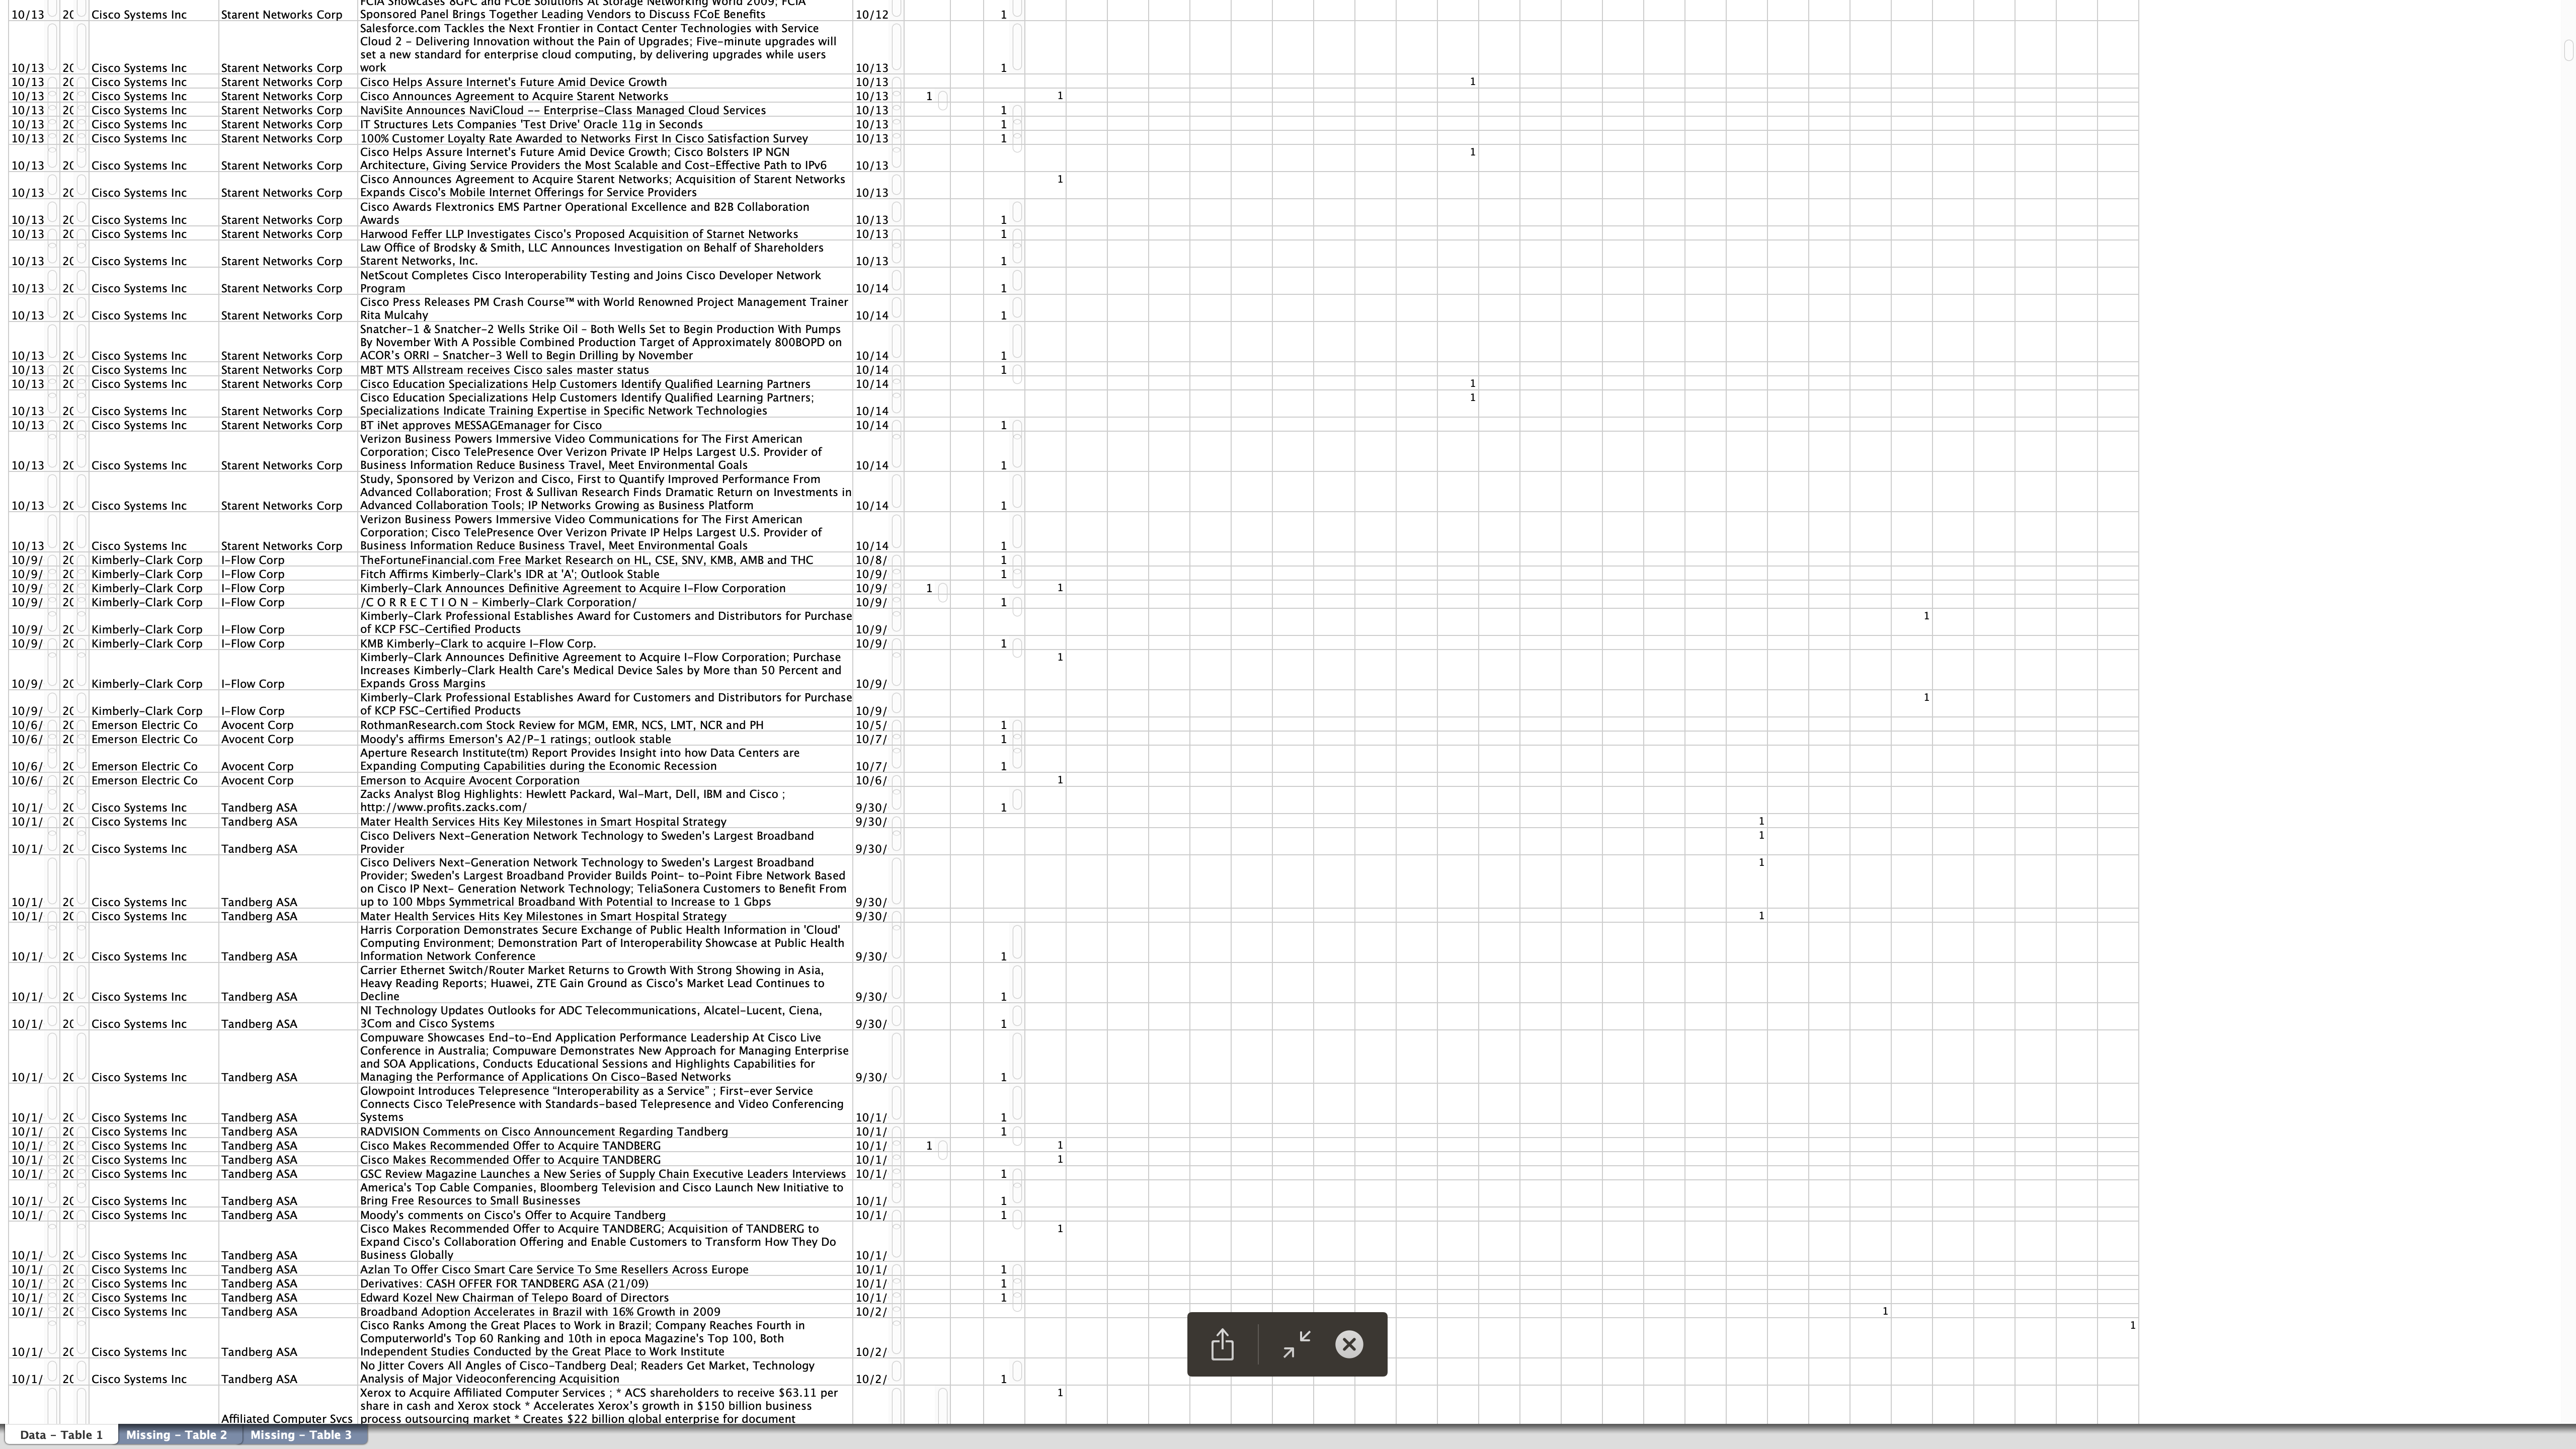 FCIA Showcases 8GFC and FCoE Solutions At Storage Networking World 2009; FCIA
10/13 Cisco Systems Inc Starent Networks Corp Sponsored Panel Brings Together Leading Vendors to Discuss FCoE Benefits 10/12 1
Salesforce.com Tackles the Next Frontier in Contact Center Technologies with Service
Cloud 2 – Delivering Innovation without the Pain of Upgrades; Five-minute upgrades will
set a new standard for enterprise cloud computing, by delivering upgrades while users
10/13 20 Cisco Systems Inc Starent Networks Corp work 10/13 1
10/13 20 Cisco Systems Inc Starent Networks Corp Cisco Helps Assure Internet's Future Amid Device Growth 10/13 1
10/13 20 Cisco Systems Inc Starent Networks Corp Cisco Announces Agreement to Acquire Starent Networks 10/13 1 1
10/13 20 Cisco Systems Inc Starent Networks Corp NaviSite Announces NaviCloud -- Enterprise-Class Managed Cloud Services 10/13 1
10/13 20 Cisco Systems Inc Starent Networks Corp IT Structures Lets Companies 'Test Drive' Oracle 11g in Seconds 10/13 1
10/13 20 Cisco Systems Inc Starent Networks Corp 100% Customer Loyalty Rate Awarded to Networks First In Cisco Satisfaction Survey 10/13 1
Cisco Helps Assure Internet's Future Amid Device Growth; Cisco Bolsters IP NGN 1
10/13 20 Cisco Systems Inc Starent Networks Corp Architecture, Giving Service Providers the Most Scalable and Cost-Effective Path to IPv6 10/13
Cisco Announces Agreement to Acquire Starent Networks; Acquisition of Starent Networks 1
10/13 20 Cisco Systems Inc Starent Networks Corp Expands Cisco's Mobile Internet Offerings for Service Providers 10/13
Cisco Awards Flextronics EMS Partner Operational Excellence and B2B Collaboration
10/13 20 Cisco Systems Inc Starent Networks Corp Awards 10/13 1
10/13 20 Cisco Systems Inc Starent Networks Corp Harwood Feffer LLP Investigates Cisco's Proposed Acquisition of Starnet Networks 10/13 1
Law Office of Brodsky & Smith, LLC Announces Investigation on Behalf of Shareholders
10/13 20 Cisco Systems Inc Starent Networks Corp Starent Networks, Inc. 10/13 1
NetScout Completes Cisco Interoperability Testing and Joins Cisco Developer Network
10/13 20 Cisco Systems Inc Starent Networks Corp Program 10/14 1
Cisco Press Releases PM Crash Course™ with World Renowned Project Management Trainer
10/13 20 Cisco Systems Inc Starent Networks Corp Rita Mulcahy 10/14 1
Snatcher-1 & Snatcher-2 Wells Strike Oil – Both Wells Set to Begin Production With Pumps
By November With A Possible Combined Production Target of Approximately 800BOPD on
10/13 20 Cisco Systems Inc Starent Networks Corp ACOR's ORRI – Snatcher-3 Well to Begin Drilling by November 10/14 1
10/13 20 Cisco Systems Inc Starent Networks Corp MBT MTS Allstream receives Cisco sales master status 10/14 1
10/13 20 Cisco Systems Inc Starent Networks Corp Cisco Education Specializations Help Customers Identify Qualified Learning Partners 10/14 1
Cisco Education Specializations Help Customers Identify Qualified Learning Partners; 1
10/13 20 Cisco Systems Inc Starent Networks Corp Specializations Indicate Training Expertise in Specific Network Technologies 10/14
10/13 20 Cisco Systems Inc Starent Networks Corp BT iNet approves MESSAGEmanager for Cisco 10/14 1
Verizon Business Powers Immersive Video Communications for The First American
Corporation; Cisco TelePresence Over Verizon Private IP Helps Largest U.S. Provider of
10/13 20 Cisco Systems Inc Starent Networks Corp Business Information Reduce Business Travel, Meet Environmental Goals 10/14 1
Study, Sponsored by Verizon and Cisco, First to Quantify Improved Performance From
Advanced Collaboration; Frost & Sullivan Research Finds Dramatic Return on Investments in
10/13 20 Cisco Systems Inc Starent Networks Corp Advanced Collaboration Tools; IP Networks Growing as Business Platform 10/14 1
Verizon Business Powers Immersive Video Communications for The First American
Corporation; Cisco TelePresence Over Verizon Private IP Helps Largest U.S. Provider of
10/13 20 Cisco Systems Inc Starent Networks Corp Business Information Reduce Business Travel, Meet Environmental Goals 10/14 1
10/9/ 20 Kimberly-Clark Corp I-Flow Corp TheFortuneFinancial.com Free Market Research on HL, CSE, SNV, KMB, AMB and THC 10/8/ 1
10/9/ 20 Kimberly-Clark Corp I-Flow Corp Fitch Affirms Kimberly-Clark's IDR at 'A'; Outlook Stable 10/9/ 1
10/9/ 20 Kimberly-Clark Corp I-Flow Corp Kimberly-Clark Announces Definitive Agreement to Acquire I-Flow Corporation 10/9/ 1 1
10/9/ 20 Kimberly-Clark Corp I-Flow Corp /C O R R E C T I O N – Kimberly-Clark Corporation/ 10/9/ 1
Kimberly-Clark Professional Establishes Award for Customers and Distributors for Purchase 1
10/9/ 20 Kimberly-Clark Corp I-Flow Corp of KCP FSC-Certified Products 10/9/
10/9/ 20 Kimberly-Clark Corp I-Flow Corp KMB Kimberly-Clark to acquire I-Flow Corp. 10/9/ 1
Kimberly-Clark Announces Definitive Agreement to Acquire I-Flow Corporation; Purchase 1
Increases Kimberly-Clark Health Care's Medical Device Sales by More than 50 Percent and
10/9/ 20 Kimberly-Clark Corp I-Flow Corp Expands Gross Margins 10/9/
Kimberly-Clark Professional Establishes Award for Customers and Distributors for Purchase 1
10/9/ 20 Kimberly-Clark Corp I-Flow Corp of KCP FSC-Certified Products 10/9/
10/6/ 20 Emerson Electric Co Avocent Corp RothmanResearch.com Stock Review for MGM, EMR, NCS, LMT, NCR and PH 10/5/ 1
10/6/ 20 Emerson Electric Co Avocent Corp Moody's affirms Emerson's A2/P-1 ratings; outlook stable 10/7/ 1
Aperture Research Institute(tm) Report Provides Insight into how Data Centers are
10/6/ 20 Emerson Electric Co Avocent Corp Expanding Computing Capabilities during the Economic Recession 10/7/ 1
10/6/ 20 Emerson Electric Co Avocent Corp Emerson to Acquire Avocent Corporation 10/6/ 1
Zacks Analyst Blog Highlights: Hewlett Packard, Wal-Mart, Dell, IBM and Cisco ;
10/1/ 20 Cisco Systems Inc Tandberg ASA http://www.profits.zacks.com/ 9/30/ 1
10/1/ 20 Cisco Systems Inc Tandberg ASA Mater Health Services Hits Key Milestones in Smart Hospital Strategy 9/30/ 1
Cisco Delivers Next-Generation Network Technology to Sweden's Largest Broadband 1
10/1/ 20 Cisco Systems Inc Tandberg ASA Provider 9/30/
Cisco Delivers Next-Generation Network Technology to Sweden's Largest Broadband 1
Provider; Sweden's Largest Broadband Provider Builds Point- to-Point Fibre Network Based
on Cisco IP Next- Generation Network Technology; TeliaSonera Customers to Benefit From
10/1/ 20 Cisco Systems Inc Tandberg ASA up to 100 Mbps Symmetrical Broadband With Potential to Increase to 1 Gbps 9/30/
10/1/ 20 Cisco Systems Inc Tandberg ASA Mater Health Services Hits Key Milestones in Smart Hospital Strategy 9/30/ 1
Harris Corporation Demonstrates Secure Exchange of Public Health Information in 'Cloud'
Computing Environment; Demonstration Part of Interoperability Showcase at Public Health
10/1/ 20 Cisco Systems Inc Tandberg ASA Information Network Conference 9/30/ 1
Carrier Ethernet Switch/Router Market Returns to Growth With Strong Showing in Asia,
Heavy Reading Reports; Huawei, ZTE Gain Ground as Cisco's Market Lead Continues to
10/1/ 20 Cisco Systems Inc Tandberg ASA Decline 9/30/ 1
NI Technology Updates Outlooks for ADC Telecommunications, Alcatel-Lucent, Ciena,
10/1/ 20 Cisco Systems Inc Tandberg ASA 3Com and Cisco Systems 9/30/ 1
Compuware Showcases End-to-End Application Performance Leadership At Cisco Live
Conference in Australia; Compuware Demonstrates New Approach for Managing Enterprise
and SOA Applications, Conducts Educational Sessions and Highlights Capabilities for
10/1/ 20 Cisco Systems Inc Tandberg ASA Managing the Performance of Applications On Cisco-Based Networks 9/30/ 1
Glowpoint Introduces Telepresence “Interoperability as a Service” ; First-ever Service
Connects Cisco TelePresence with Standards-based Telepresence and Video Conferencing
10/1/ 20 Cisco Systems Inc Tandberg ASA Systems 10/1/ 1
10/1/ 20 Cisco Systems Inc Tandberg ASA RADVISION Comments on Cisco Announcement Regarding Tandberg 10/1/ 1
10/1/ 20 Cisco Systems Inc Tandberg ASA Cisco Makes Recommended Offer to Acquire TANDBERG 10/1/ 1 1
10/1/ 20 Cisco Systems Inc Tandberg ASA Cisco Makes Recommended Offer to Acquire TANDBERG 10/1/ 1
10/1/ 20 Cisco Systems Inc Tandberg ASA GSC Review Magazine Launches a New Series of Supply Chain Executive Leaders Interviews 10/1/ 1
America's Top Cable Companies, Bloomberg Television and Cisco Launch New Initiative to
10/1/ 20 Cisco Systems Inc Tandberg ASA Bring Free Resources to Small Businesses 10/1/ 1
10/1/ 20 Cisco Systems Inc Tandberg ASA Moody's comments on Cisco's Offer to Acquire Tandberg 10/1/ 1
Cisco Makes Recommended Offer to Acquire TANDBERG; Acquisition of TANDBERG to 1
Expand Cisco's Collaboration Offering and Enable Customers to Transform How They Do
10/1/ 20 Cisco Systems Inc Tandberg ASA Business Globally 10/1/
10/1/ 20 Cisco Systems Inc Tandberg ASA Azlan To Offer Cisco Smart Care Service To Sme Resellers Across Europe 10/1/ 1
10/1/ 20 Cisco Systems Inc Tandberg ASA Derivatives: CASH OFFER FOR TANDBERG ASA (21/09) 10/1/ 1
10/1/ 20 Cisco Systems Inc Tandberg ASA Edward Kozel New Chairman of Telepo Board of Directors 10/1/ 1
10/1/ 20 Cisco Systems Inc Tandberg ASA Broadband Adoption Accelerates in Brazil with 16% Growth in 2009 10/2/ 1
Cisco Ranks Among the Great Places to Work in Brazil; Company Reaches Fourth in 1
Computerworld's Top 60 Ranking and 10th in epoca Magazine's Top 100, Both
10/1/ 20 Cisco Systems Inc Tandberg ASA Independent Studies Conducted by the Great Place to Work Institute 10/2/
No Jitter Covers All Angles of Cisco-Tandberg Deal; Readers Get Market, Technology
10/1/ 20 Cisco Systems Inc Tandberg ASA Analysis of Major Videoconferencing Acquisition 10/2/ 1
Xerox to Acquire Affiliated Computer Services ; * ACS shareholders to receive $63.11 per 1
share in cash and Xerox stock * Accelerates Xerox's growth in $150 billion business
Affiliated Computer Svcs process outsourcing market * Creates $22 billion global enterprise for document
Data – Table 1 Missing – Table 2 Missing – Table 3